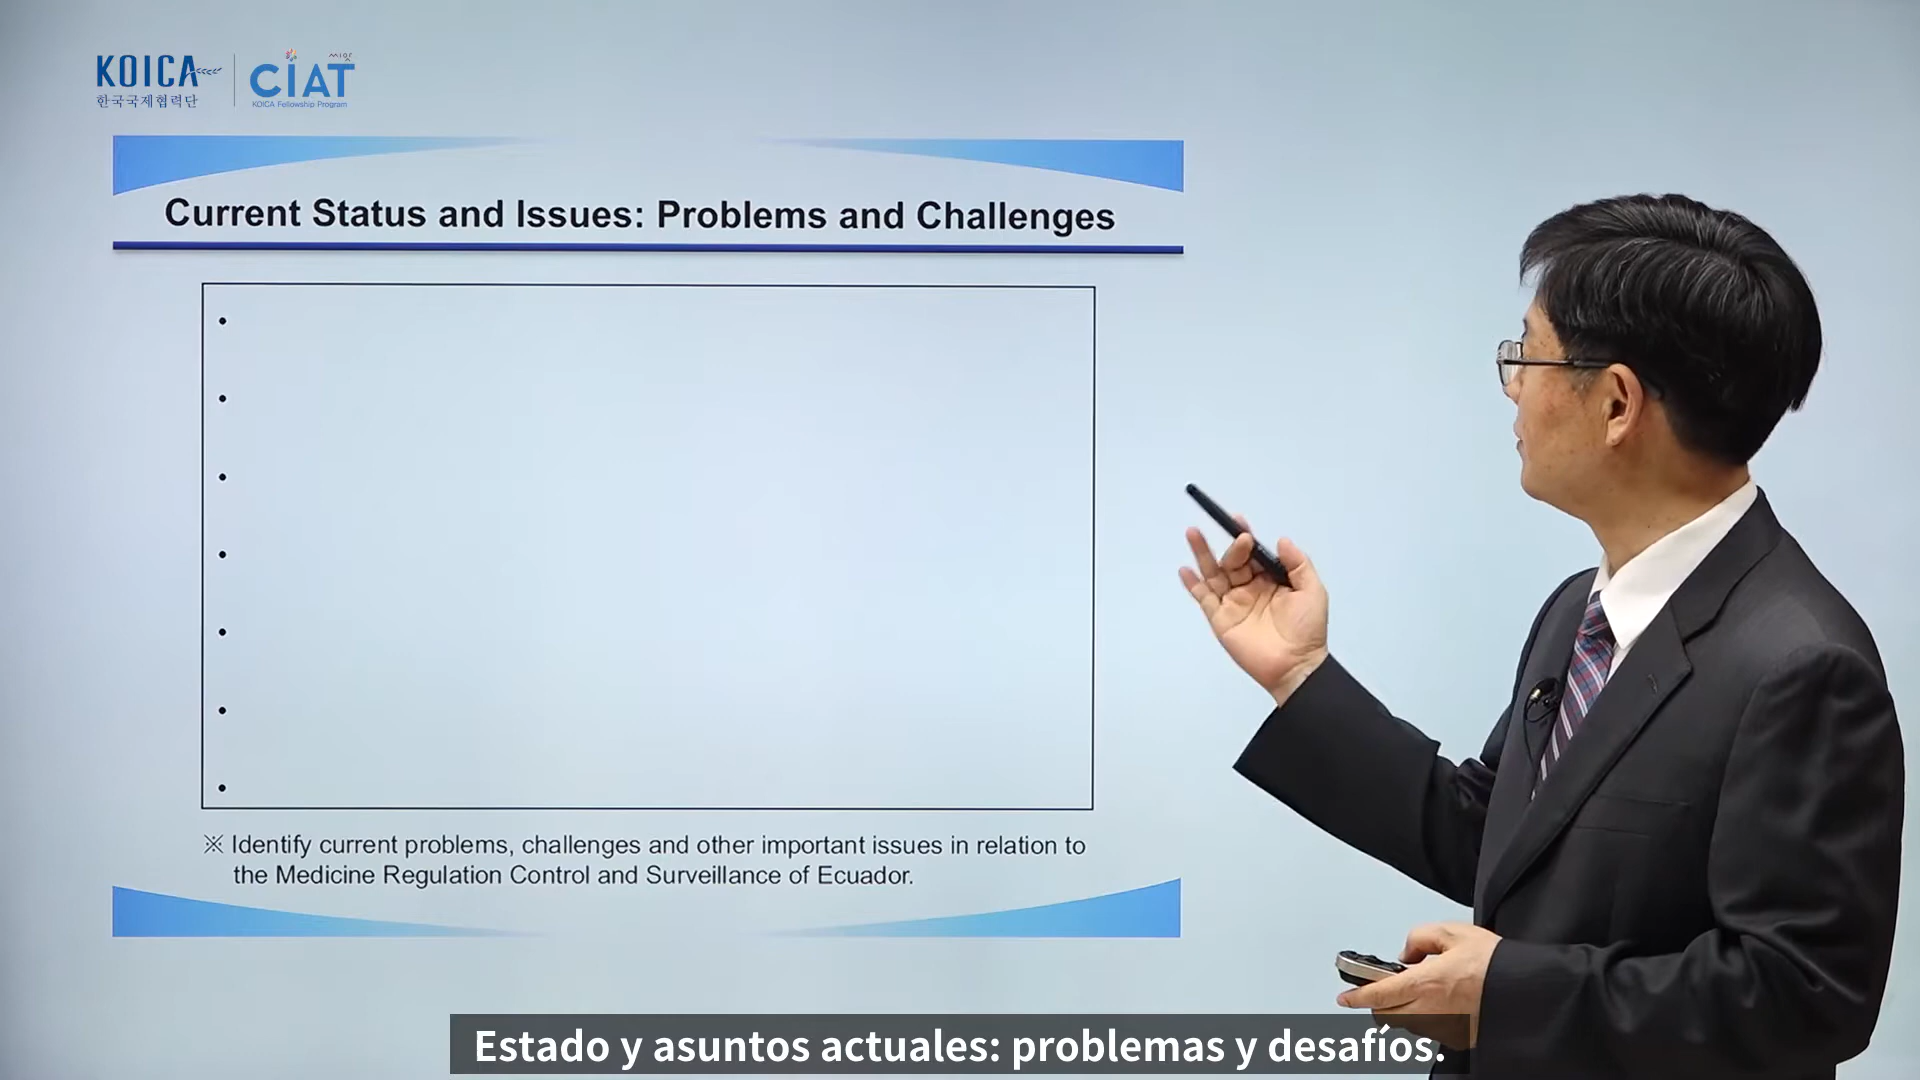 KOICA
한국국제협력단
씨앗
CIAT
KOICA Fellowship Program
Current Status and Issues: Problems and Challenges
•
•
•
•
•
•
•
※ Identify current problems, challenges and other important issues in relation to
the Medicine Regulation Control and Surveillance of Ecuador.
Estado y asuntos actuales: problemas y desafíos.